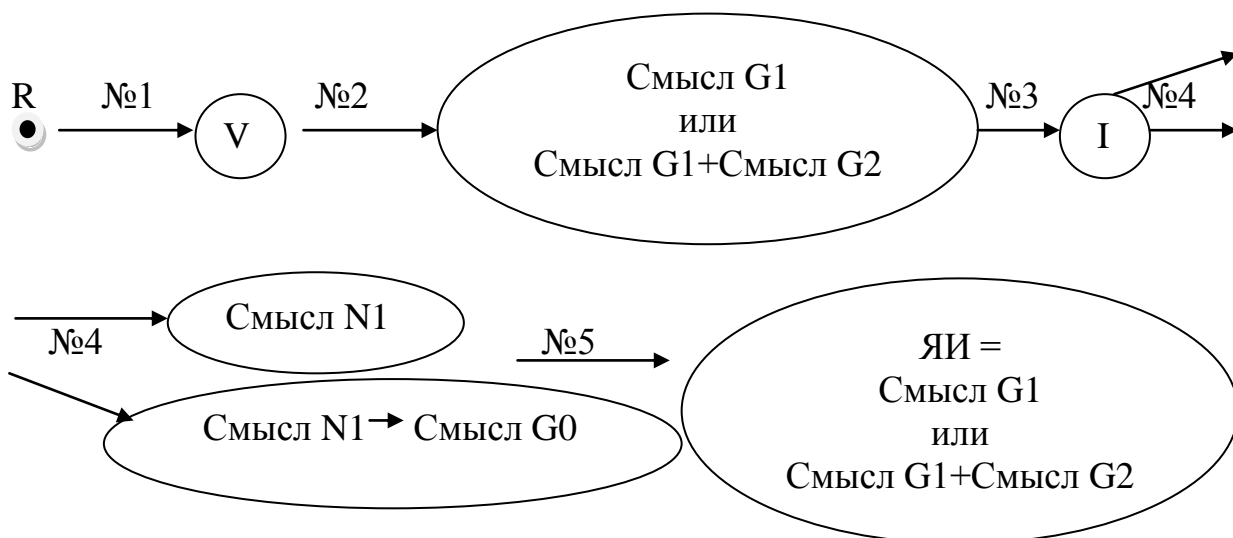 R
№1
V
№2
Смысл G1
или
Смысл G1+Смысл G2
№3
I
№4
№4
Смысл N1
Смысл N1 Смысл G0
№5
ЯИ =
Смысл G1
или
Смысл G1+Смысл G2